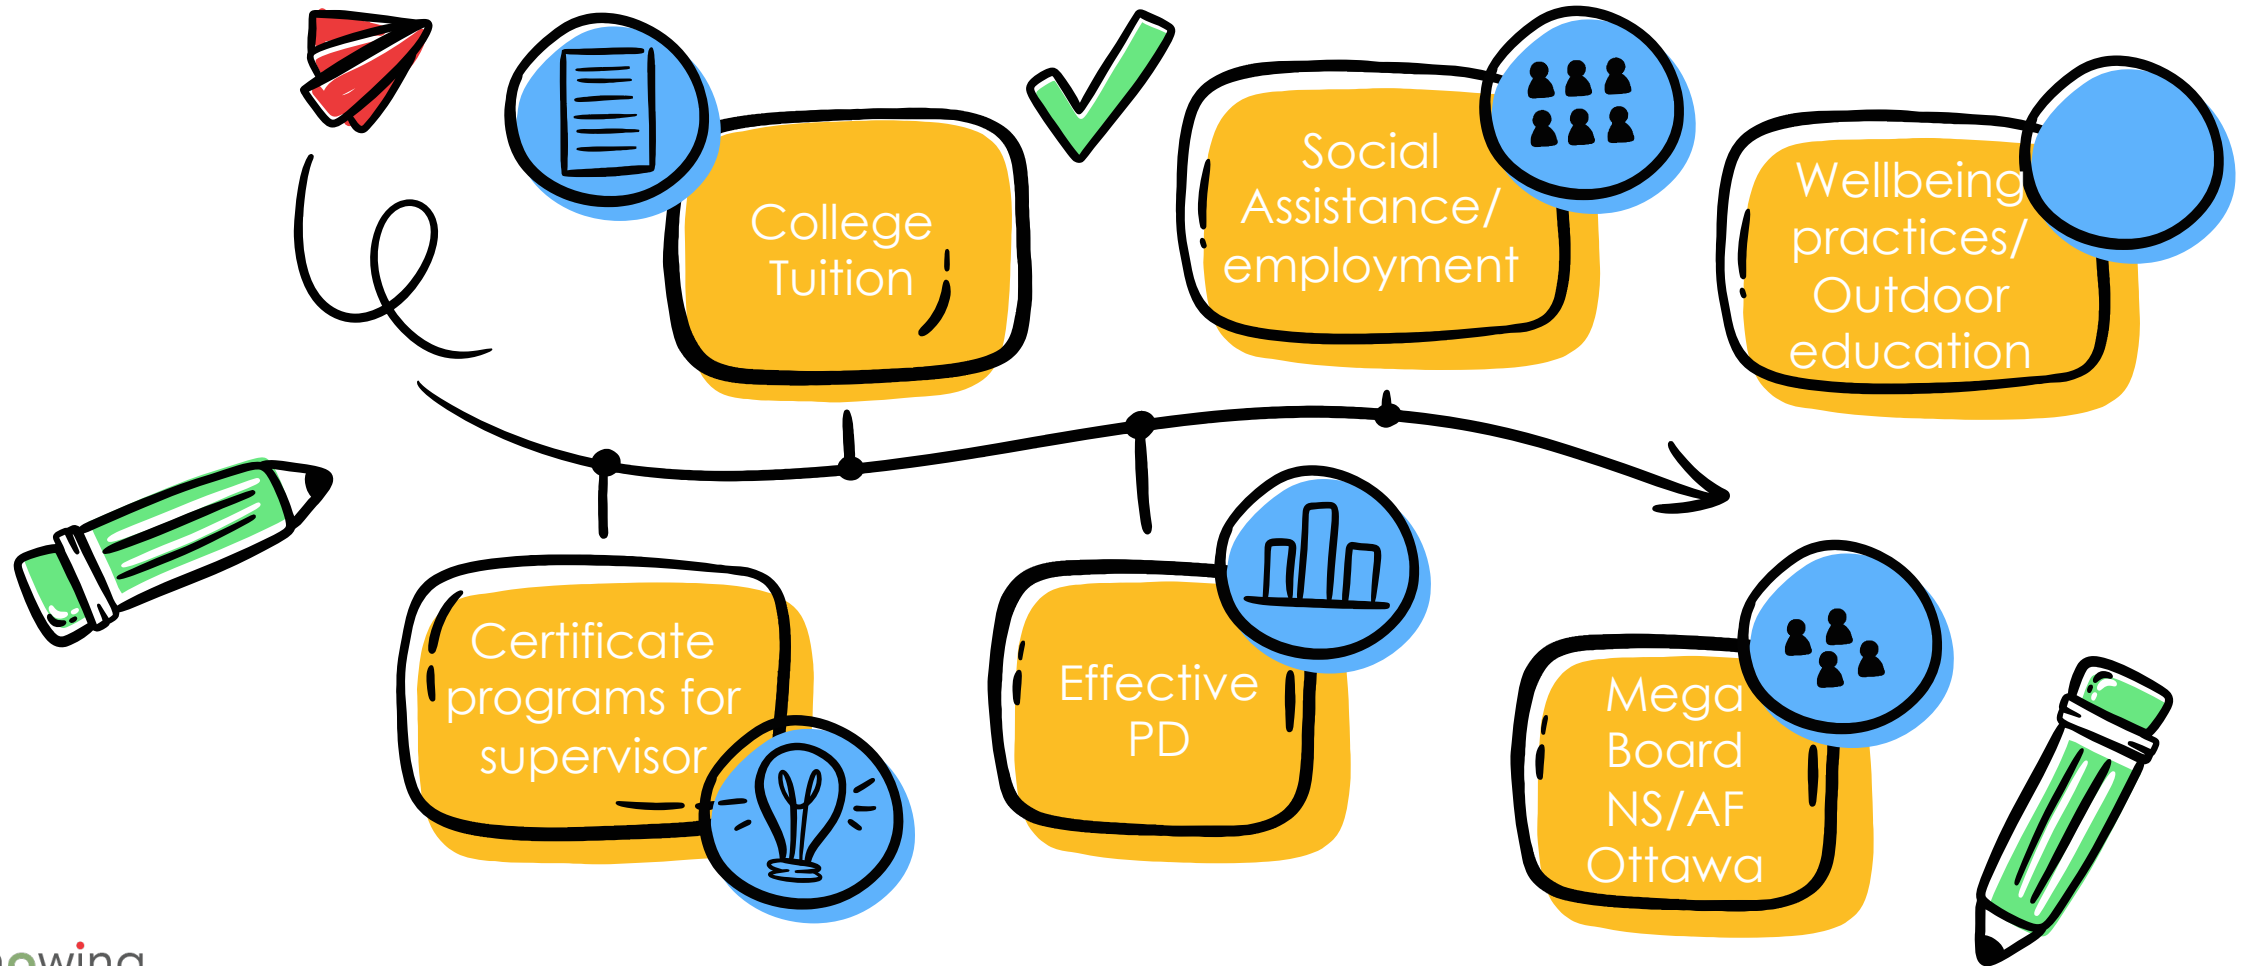 College
Tuition
Social
Assistance/
employment
Wellbeing
practices/
Outdoor
education
Certificate
programs for
supervisor
Effective
PD
Mega
Board
NS/AF
Ottawa